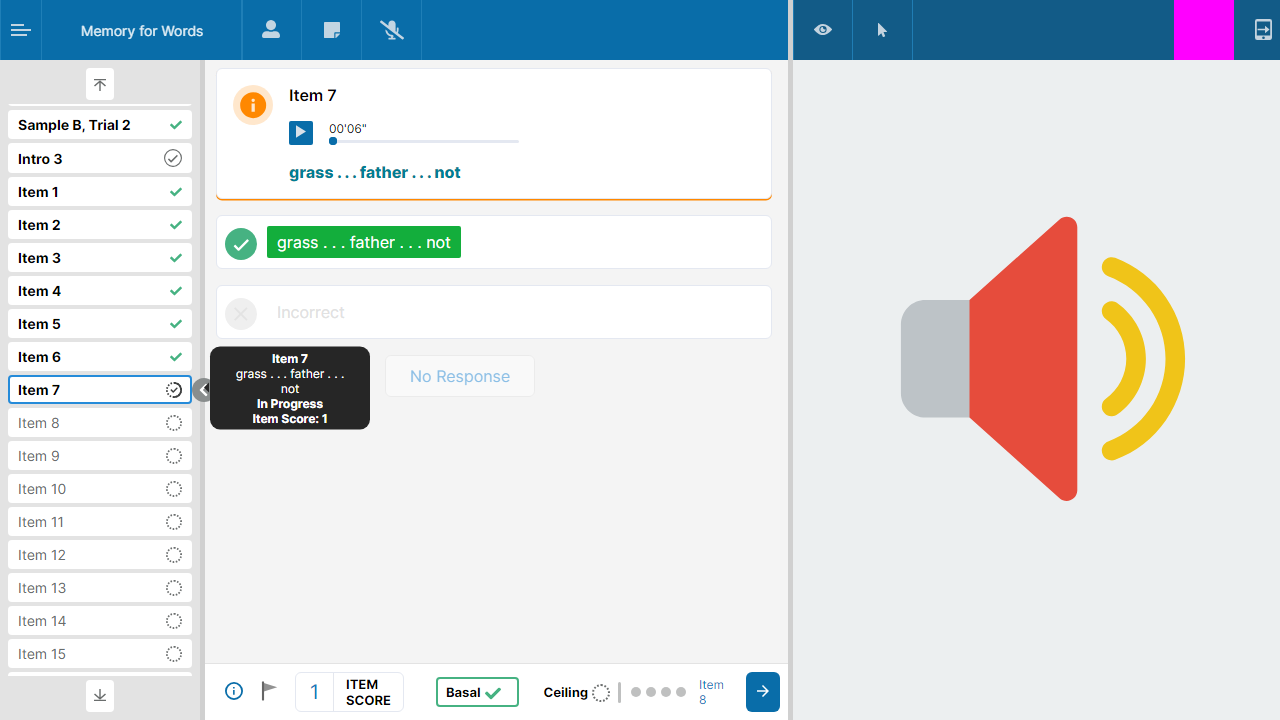 Memory for Words
Sample B, Trial 2
Intro 3
Item 1
Item 2
Item 3
Item 4
Item 5
Item 6
Item 7
Item 8
Item 9
Item 10
Item 11
Item 12
Item 13
Item 14
Item 15
Item 7
00'06"
grass . . . father . . . not
grass . . . father . . . not
Incorrect
Item 7
grass . . . father . . .
not
In Progress
Item Score: 1
No Response
1
ITEM
SCORE
Basal
Ceiling
Item
8